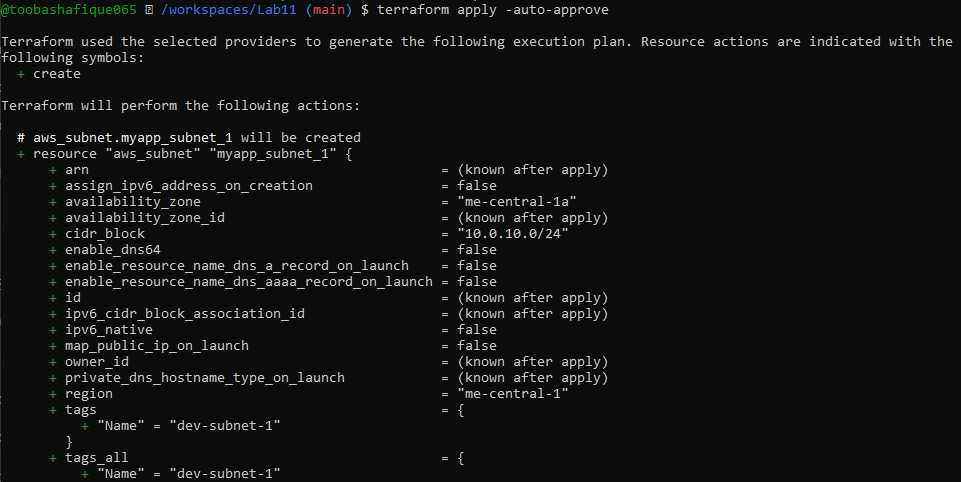 @toobashafique065 /workspaces/Lab11 (main) $ terraform apply -auto-approve
Terraform used the selected providers to generate the following execution plan. Resource actions are indicated with the
following symbols:
+ create
Terraform will perform the following actions:
# aws_subnet.myapp_subnet_1 will be created
+ resource "aws_subnet" "myapp_subnet_1" {
+ arn = (known after apply)
+ assign_ipv6_address_on_creation = false
+ availability_zone = "me-central-1a"
+ availability_zone_id = (known after apply)
+ cidr_block = "10.0.10.0/24"
+ enable_dns64 = false
+ enable_resource_name_dns_a_record_on_launch = false
+ enable_resource_name_dns_aaaa_record_on_launch = false
+ id = (known after apply)
+ ipv6_cidr_block_association_id = (known after apply)
+ ipv6_native = false
+ map_public_ip_on_launch = false
+ owner_id = (known after apply)
+ private_dns_hostname_type_on_launch = (known after apply)
+ region = "me-central-1"
+ tags = {
+ "Name" = "dev-subnet-1"
}
+ tags_all = {
+ "Name" = "dev-subnet-1"